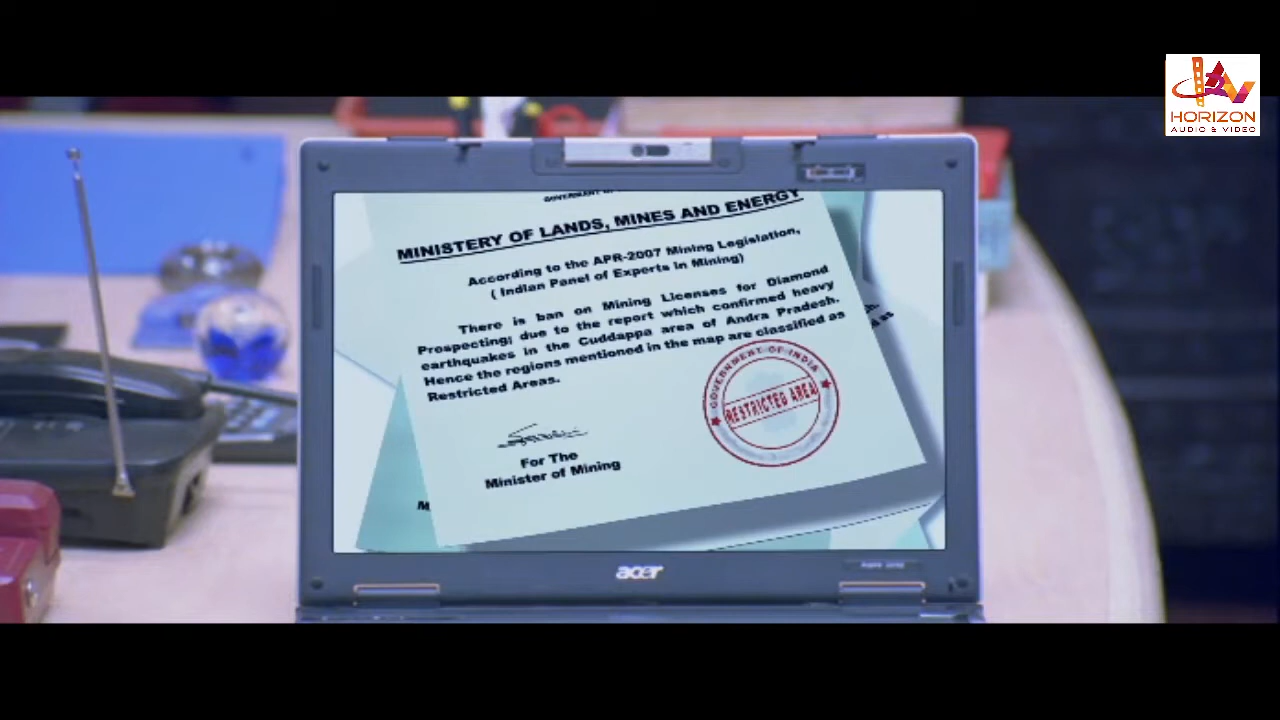 HORIZON
AUDIO & VIDEO
GOVERNMENT OF
MINISTERY OF LANDS, MINES AND ENERGY
According to the APR-2007 Mining Legislation,
( Indian Panel of Experts in Mining)
There is ban on Mining Licenses for Diamond
Prospecting; due to the report which confirmed heavy
earthquakes in the Cuddappa area of Andra Pradesh.
Hence the regions mentioned in the map are classified as
Restricted Areas.
GOVERNMENT OF INDIA
RESTRICTED AREA
For The
Minister of Mining
acer